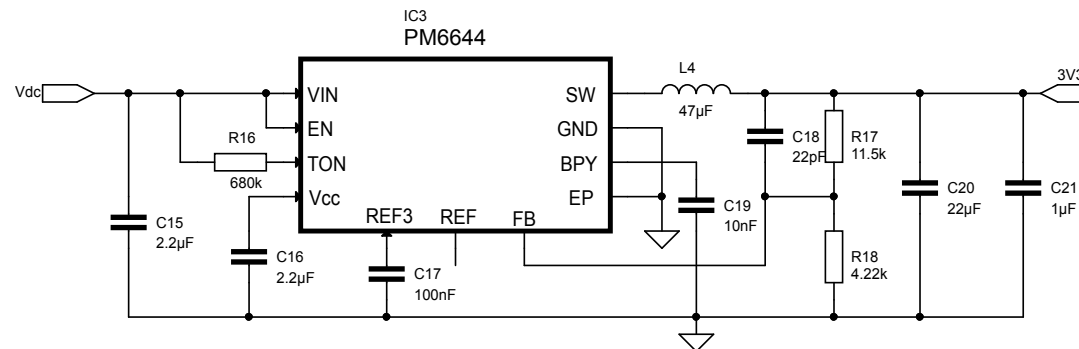 IC3
PM6644
Vdc
3V3
L4
47µF
VIN
EN
TON
Vcc
REF3
REF
FB
SW
GND
BPY
EP
R16
680k
C15
2.2µF
C16
2.2µF
C17
100nF
C18
22pF
R17
11.5k
C19
10nF
R18
4.22k
C20
22µF
C21
1µF